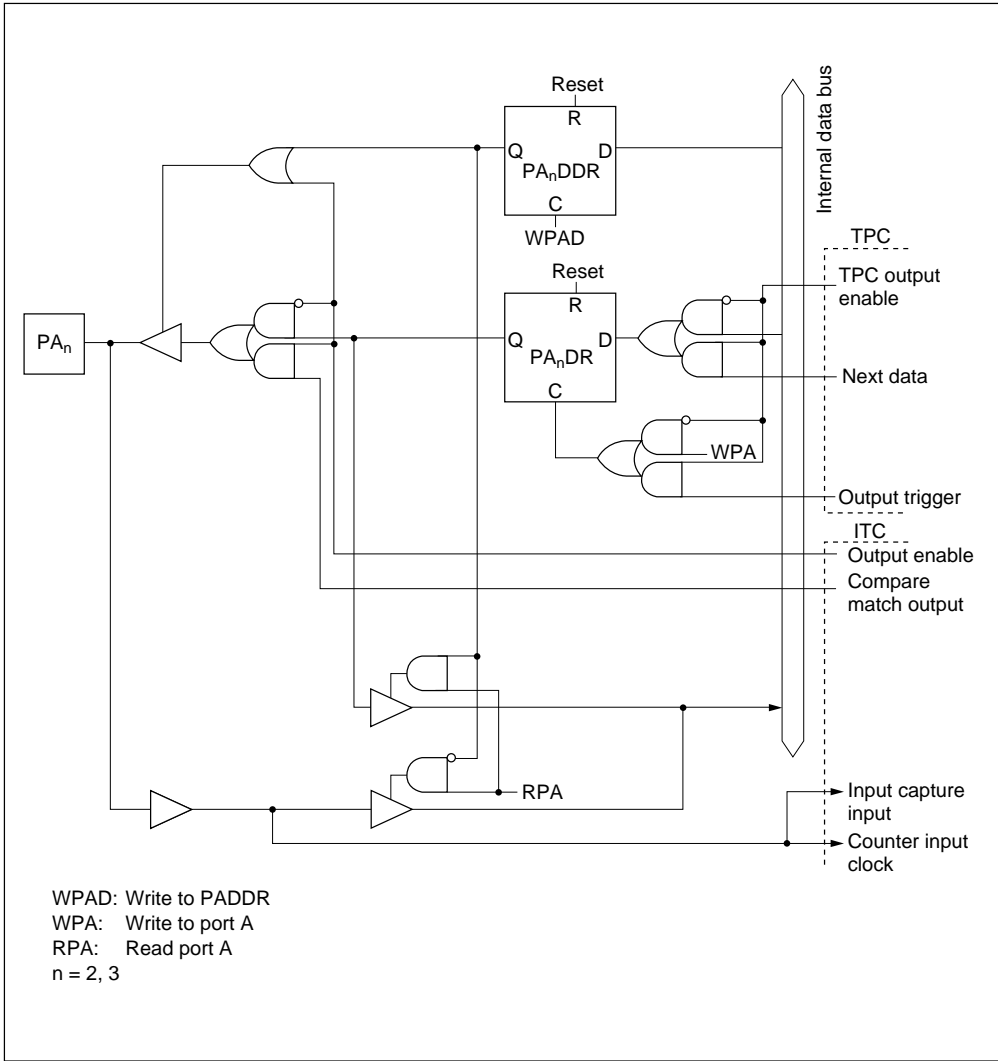 Reset
R
Q
D
PAnDDR
C
WPAD
Internal data bus
TPC
TPC output
enable
Reset
R
Q
D
PAnDR
C
PAn
Next data
WPA
Output trigger
ITC
Output enable
Compare
match output
RPA
Input capture
input
Counter input
clock
WPAD: Write to PADDR
WPA: Write to port A
RPA: Read port A
n = 2, 3